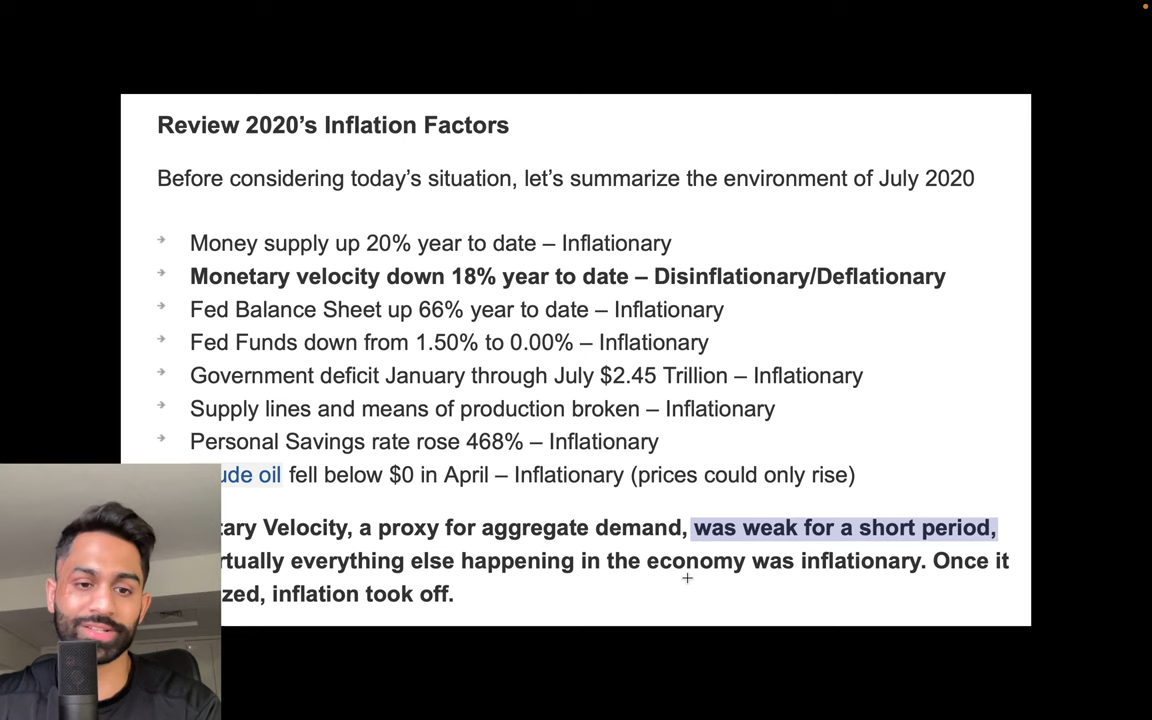 Review 2020’s Inflation Factors
Before considering today’s situation, let’s summarize the environment of July 2020
Money supply up 20% year to date – Inflationary
Monetary velocity down 18% year to date – Disinflationary/Deflationary
Fed Balance Sheet up 66% year to date – Inflationary
Fed Funds down from 1.50% to 0.00% – Inflationary
Government deficit January through July $2.45 Trillion – Inflationary
Supply lines and means of production broken – Inflationary
Personal Savings rate rose 468% – Inflationary
oil fell below $0 in April – Inflationary (prices could only rise)
Velocity, a proxy for aggregate demand, was weak for a short period,
everything else happening in the economy was inflationary. Once it
inflation took off.